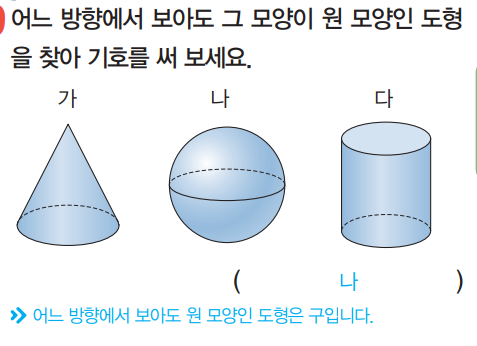 어느 방향에서 보아도 그 모양이 원 모양인 도형
을 찾아 기호를 써 보세요.
가 나 다
( 나 )
어느 방향에서 보아도 원 모양인 도형은 구입니다.